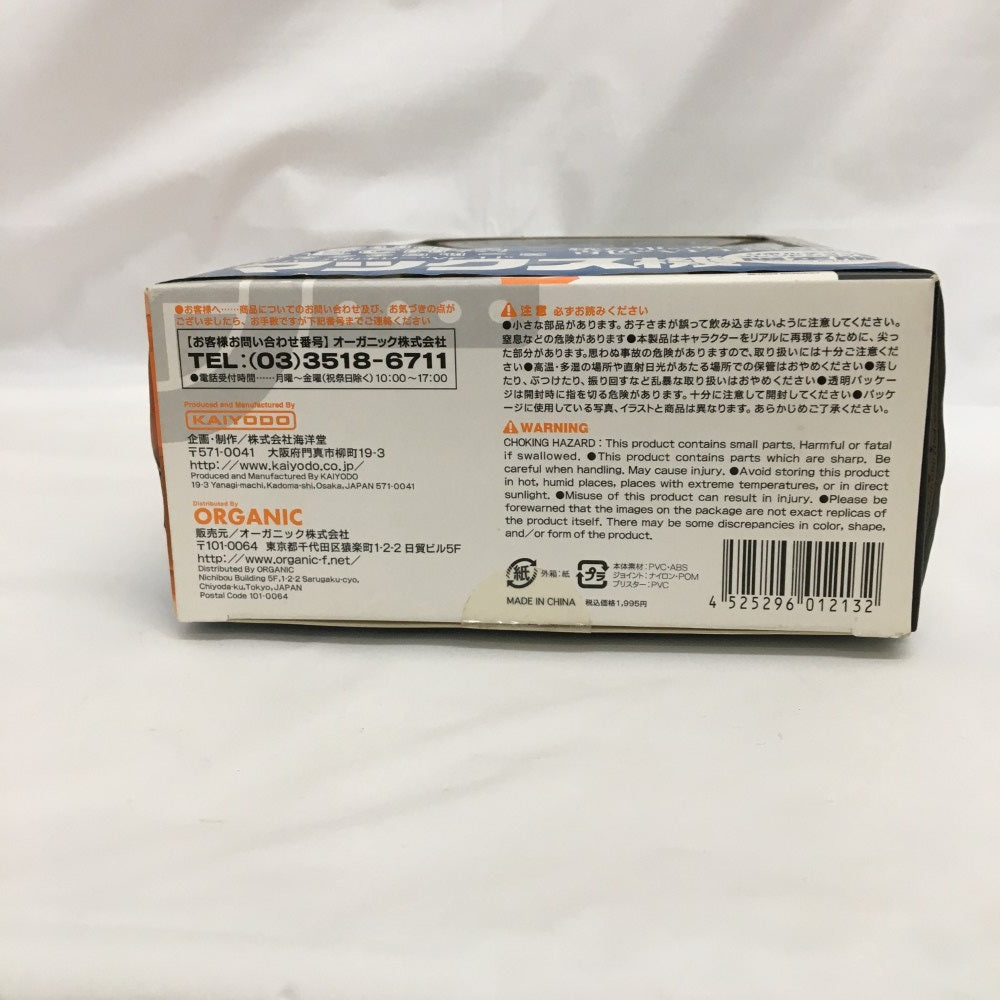 ●お客様へ……商品についてのお問い合わせ及び、お気づきの点が
ございましたら、お手数ですが下記番号までご連絡ください
【お客様お問い合わせ番号】オーガニック株式会社
TEL:(03)3518-6711
●電話受付時間……月曜～金曜(祝祭日除く)10:00～17:00
Produced and Manufactured By
KAIYODO
企画・制作／株式会社海洋堂
〒571-0041 大阪府門真市柳町19-3
http://www.kaiyodo.co.jp/
Produced and Manufactured By KAIYODO
19-3 Yanagi-machi, Kadoma-shi, Osaka, JAPAN 571-0041
Distributed By
ORGANIC
販売元／オーガニック株式会社
〒101-0064 東京都千代田区猿楽町1-2-2 日貿ビル5F
http://www.organic-f.net/
Distributed By ORGANIC
Nichibou Building 5F,1-2-2 Sarugaku-cyo,
Chiyoda-ku,Tokyo,JAPAN
Postal Code 101-0064
注意 必ずお読みください
●小さな部品があります。お子さまが誤って飲み込まないように注意してください。
窒息などの危険があります●本製品はキャラクターをリアルに再現するために、尖っ
た部分があります。思わぬ事故の危険がありますので、取り扱いには十分ご注意くだ
さい●高温・多湿の場所や直射日光があたる場所での保管はおやめください●落し
たり、ぶつけたり、振り回すなど乱暴な取り扱いはおやめください●透明パッケー
ジは開封時に指を切る危険があります。十分に注意して開封してください●パッケ
ージに使用している写真、イラストと商品は異なります。あらかじめご了承ください。
WARNING
CHOKING HAZARD : This product contains small parts. Harmful or fatal
if swallowed. ●This product contains parts which are sharp. Be
careful when handling. May cause injury. ●Avoid storing this product
in hot, humid places, places with extreme temperatures, or in direct
sunlight. ●Misuse of this product can result in injury. ●Please be
forewarned that the images on the package are not exact replicas of
the product itself. There may be some discrepancies in color, shape,
and/or form of the product.
紙 外箱:紙 プラ 本体素材:PVC・ABS
ジョイント:ナイロン・POM
ブリスター:PVC
MADE IN CHINA 税込価格1,995円
4 525296 012132